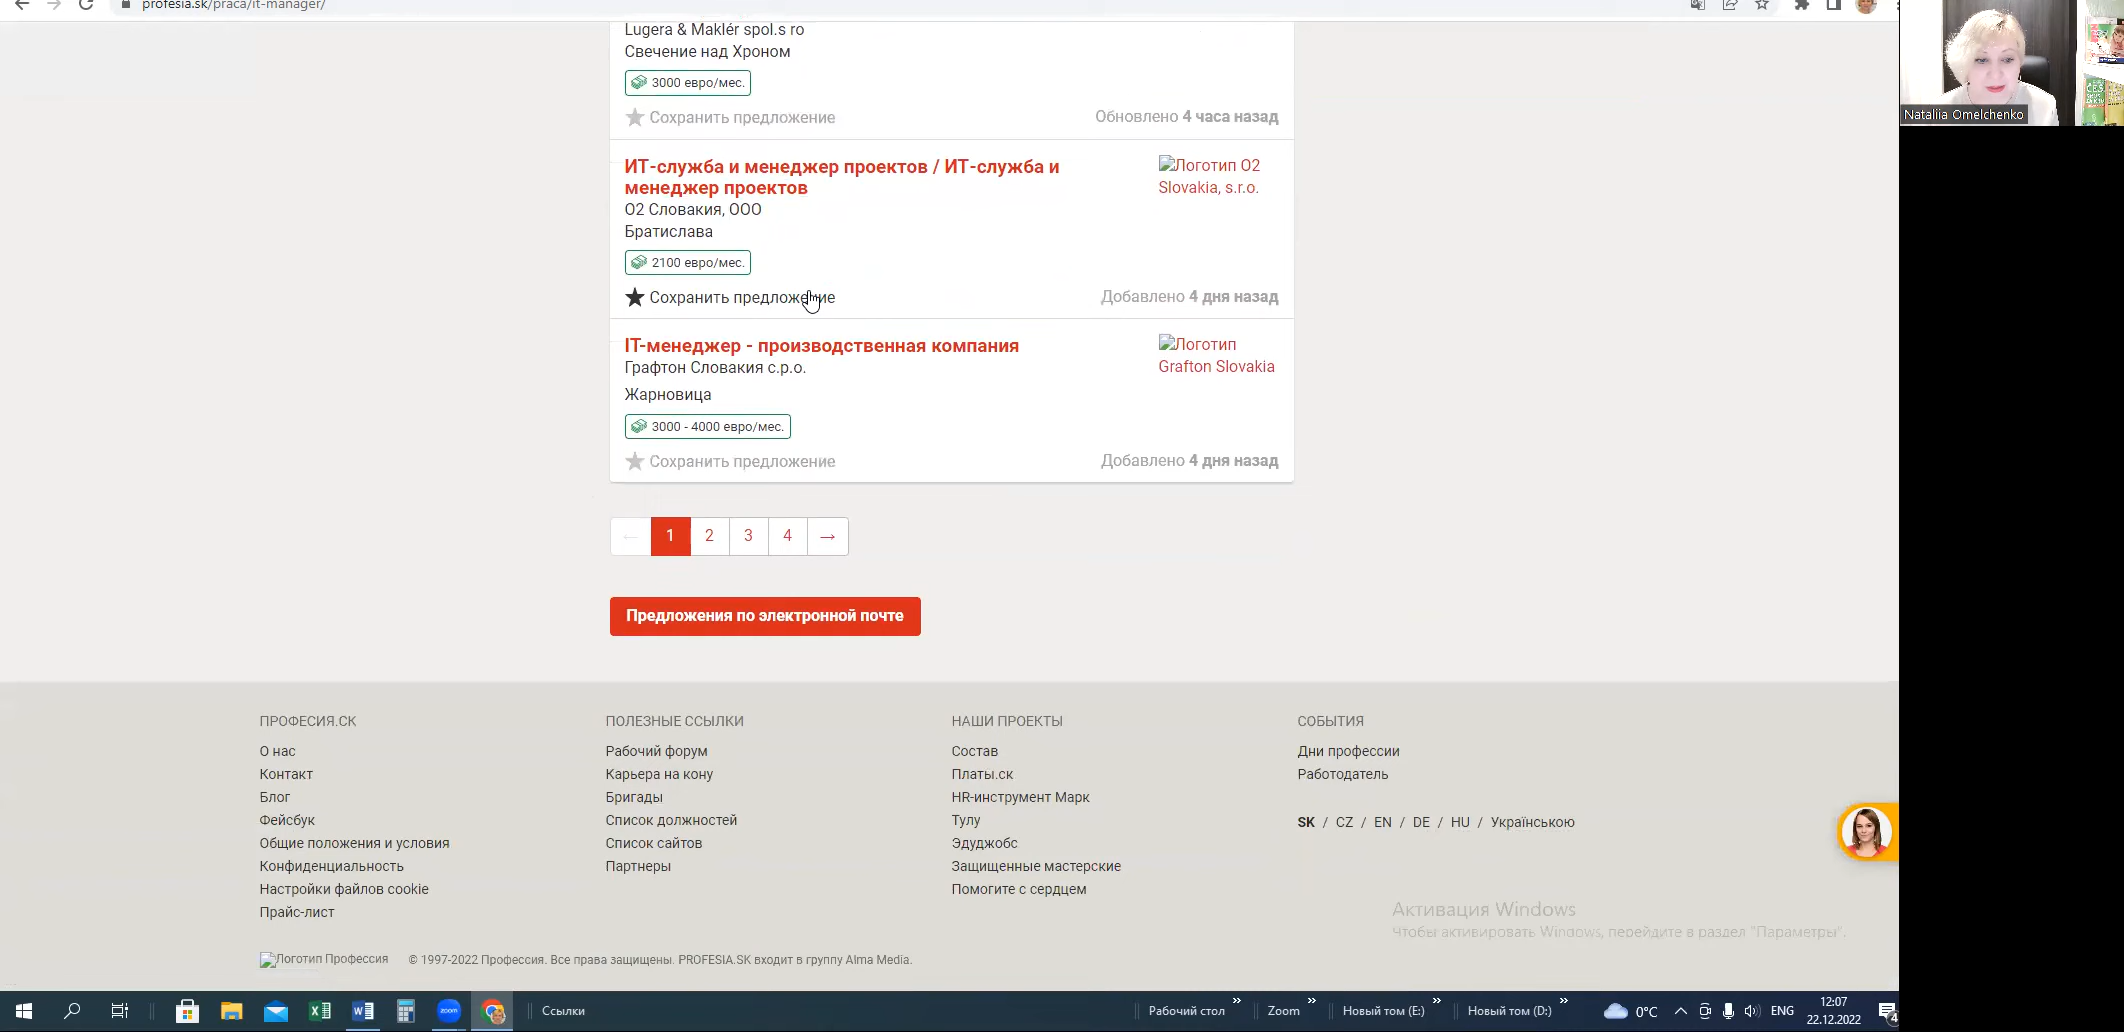 profesia.sk/praca/it-manager/
Lugera & Maklér spol.s ro
Свечение над Хроном
3000 евро/мес.
Сохранить предложение
Обновлено 4 часа назад
ИТ-служба и менеджер проектов / ИТ-служба и
менеджер проектов
О2 Словакия, ООО
Братислава
2100 евро/мес.
Сохранить предложение
Добавлено 4 дня назад
Логотип O2
Slovakia, s.r.o.
IT-менеджер - производственная компания
Графтон Словакия с.р.о.
Жарновица
3000 - 4000 евро/мес.
Сохранить предложение
Добавлено 4 дня назад
Логотип
Grafton Slovakia
← 1 2 3 4 →
Предложения по электронной почте
ПРОФЕСИЯ.СК
О нас
Контакт
Блог
Фейсбук
Общие положения и условия
Конфиденциальность
Настройки файлов cookie
Прайс-лист
ПОЛЕЗНЫЕ ССЫЛКИ
Рабочий форум
Карьера на кону
Бригады
Список должностей
Список сайтов
Партнеры
НАШИ ПРОЕКТЫ
Состав
Платы.ск
HR-инструмент Марк
Тулу
Эдуджобс
Защищенные мастерские
Помогите с сердцем
СОБЫТИЯ
Дни профессии
Работодатель
SK / CZ / EN / DE / HU / Українською
Логотип Профессия
© 1997-2022 Профессия. Все права защищены. PROFESIA.SK входит в группу Alma Media.
Активация Windows
Чтобы активировать Windows, перейдите в раздел "Параметры".
Nataliia Omelchenko
Ссылки
Рабочий стол
Zoom
Новый том (E:)
Новый том (D:)
0°C
ENG
12:07
22.12.2022
4